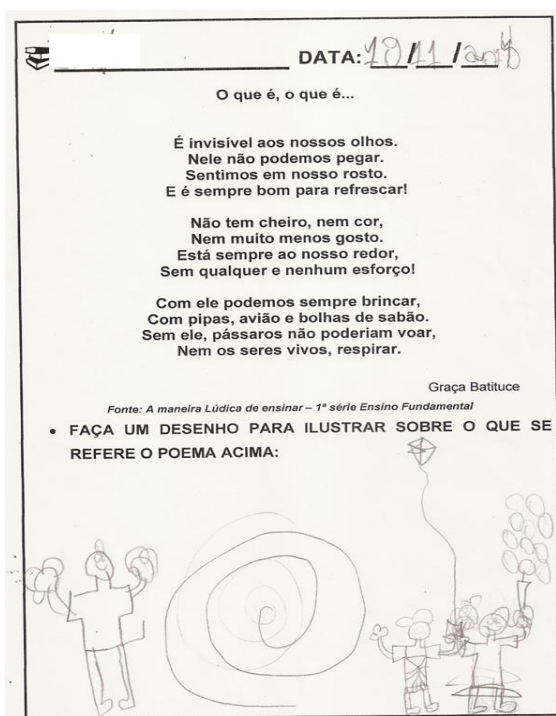 DATA: 19/11/
O que é, o que é...
É invisível aos nossos olhos.
Nele não podemos pegar.
Sentimos em nosso rosto.
E é sempre bom para refrescar!
Não tem cheiro, nem cor,
Nem muito menos gosto.
Está sempre ao nosso redor,
Sem qualquer e nenhum esforço!
Com ele podemos sempre brincar,
Com pipas, avião e bolhas de sabão.
Sem ele, pássaros não poderiam voar,
Nem os seres vivos, respirar.
Graça Batituce
Fonte: A maneira Lúdica de ensinar – 1ª série Ensino Fundamental
• FAÇA UM DESENHO PARA ILUSTRAR SOBRE O QUE SE
REFERE O POEMA ACIMA: